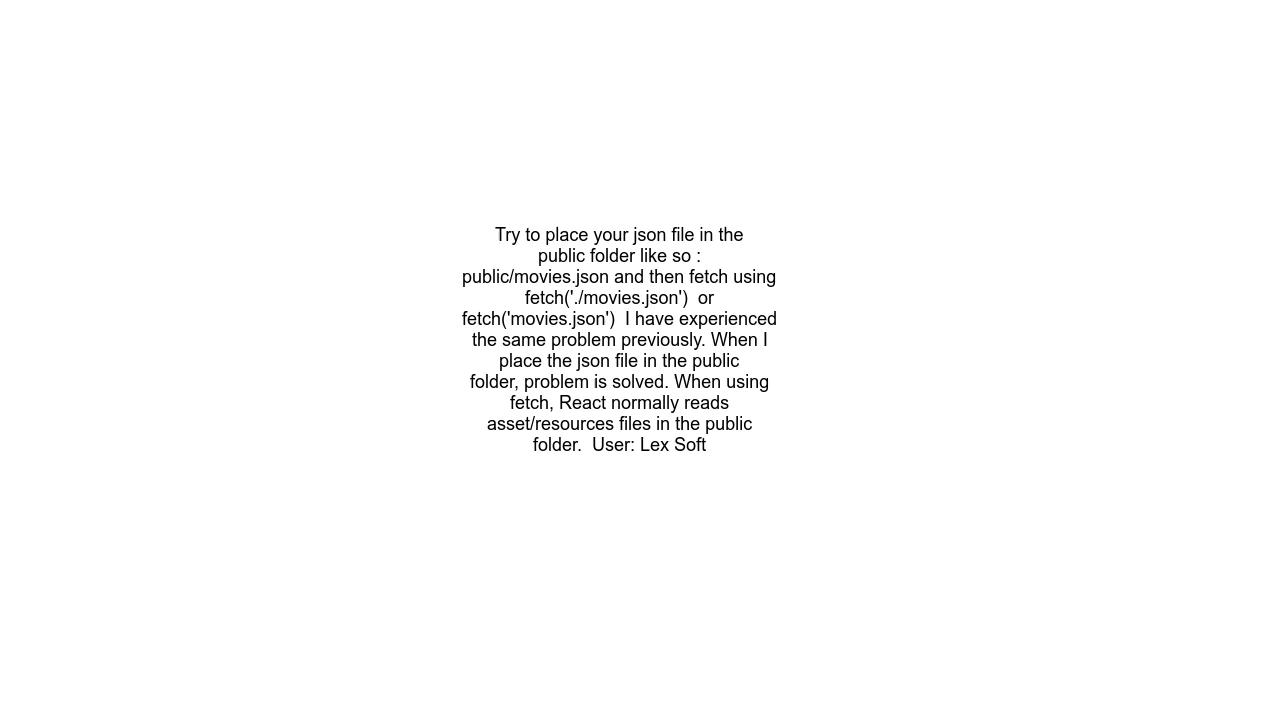 Try to place your json file in the
public folder like so :
public/movies.json and then fetch using
fetch('./movies.json')  or
fetch('movies.json')  I have experienced
the same problem previously. When I
place the json file in the public
folder, problem is solved. When using
fetch, React normally reads
asset/resources files in the public
folder.  User: Lex Soft